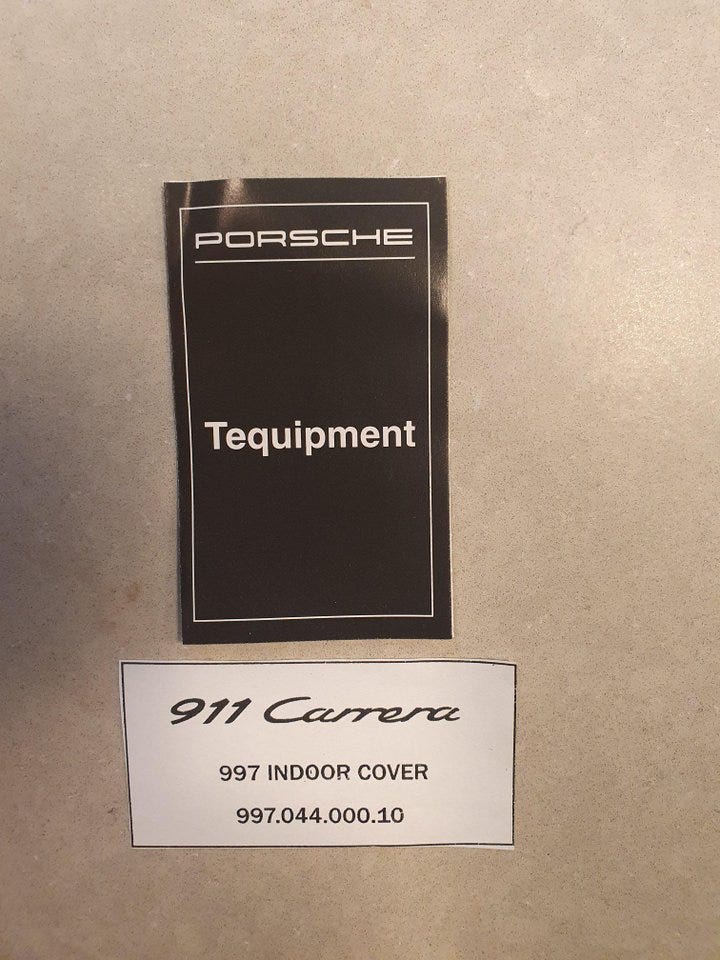 PORSCHE
Tequipment
911 Carrera
997 INDOOR COVER
997.044.000.10